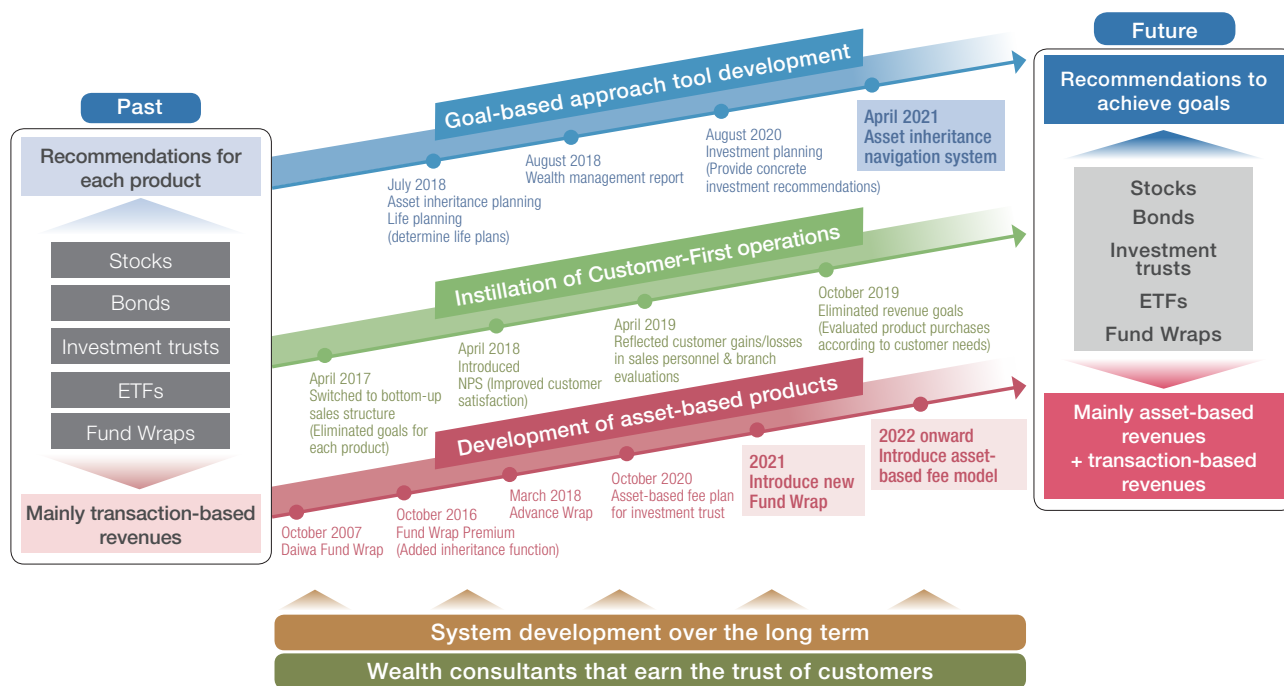 Past
Recommendations for
each product
Stocks
Bonds
Investment trusts
ETFs
Fund Wraps
Mainly transaction-based
revenues
Goal-based approach tool development
July 2018
Asset inheritance planning
Life planning
(determine life plans)
August 2018
Wealth management report
August 2020
Investment planning
(Provide concrete
investment recommendations)
April 2021
Asset inheritance
navigation system
Instillation of Customer-First operations
April 2017
Switched to bottom-up
sales structure
(Eliminated goals for
each product)
April 2018
Introduced
NPS (Improved customer
satisfaction)
April 2019
Reflected customer gains/losses
in sales personnel & branch
evaluations
October 2019
Eliminated revenue goals
(Evaluated product purchases
according to customer needs)
Development of asset-based products
October 2007
Daiwa Fund Wrap
October 2016
Fund Wrap Premium
(Added inheritance function)
March 2018
Advance Wrap
October 2020
Asset-based fee plan
for investment trust
2021
Introduce new
Fund Wrap
2022 onward
Introduce asset-
based fee model
Future
Recommendations to
achieve goals
Stocks
Bonds
Investment
trusts
ETFs
Fund Wraps
Mainly asset-based
revenues
+ transaction-based
revenues
System development over the long term
Wealth consultants that earn the trust of customers